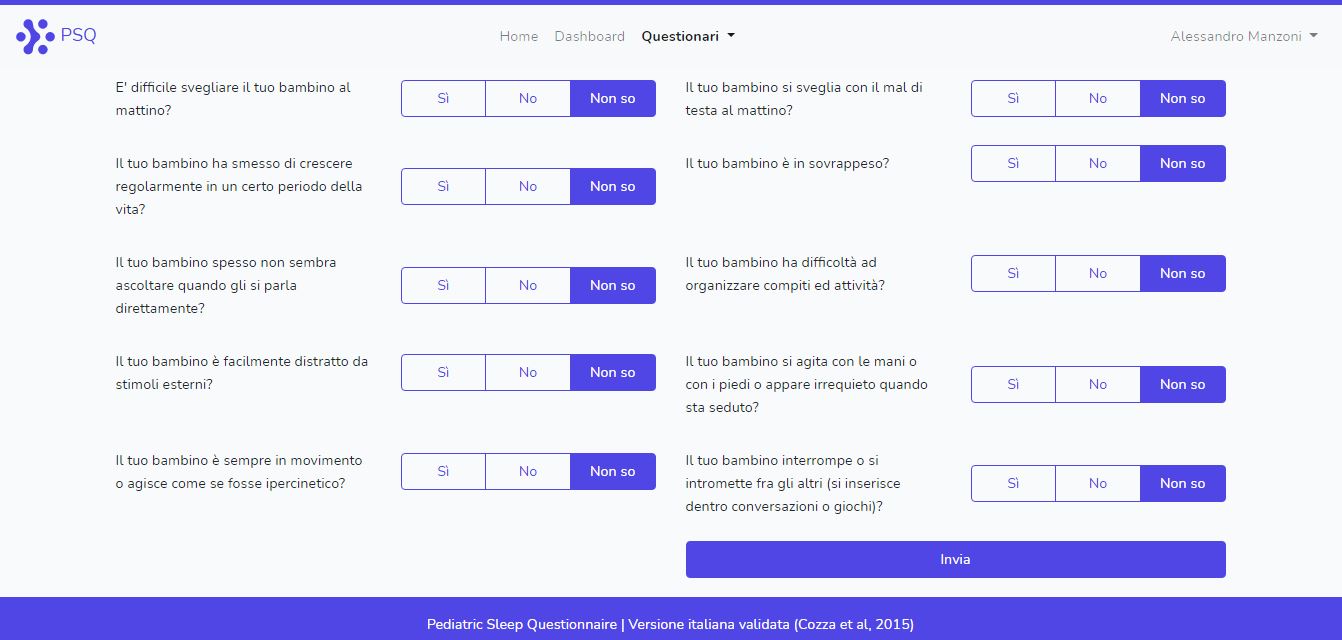 PSQ
Home Dashboard Questionari
Alessandro Manzoni
E' difficile svegliare il tuo bambino al
mattino?
Sì No Non so
Il tuo bambino si sveglia con il mal di
testa al mattino?
Sì No Non so
Il tuo bambino ha smesso di crescere
regolarmente in un certo periodo della
vita?
Sì No Non so
Il tuo bambino è in sovrappeso?
Sì No Non so
Il tuo bambino spesso non sembra
ascoltare quando gli si parla
direttamente?
Sì No Non so
Il tuo bambino ha difficoltà ad
organizzare compiti ed attività?
Sì No Non so
Il tuo bambino è facilmente distratto da
stimoli esterni?
Sì No Non so
Il tuo bambino si agita con le mani o
con i piedi o appare irrequieto quando
sta seduto?
Sì No Non so
Il tuo bambino è sempre in movimento
o agisce come se fosse ipercinetico?
Sì No Non so
Il tuo bambino interrompe o si
intromette fra gli altri (si inserisce
dentro conversazioni o giochi)?
Sì No Non so
Invia
Pediatric Sleep Questionnaire | Versione italiana validata (Cozza et al, 2015)